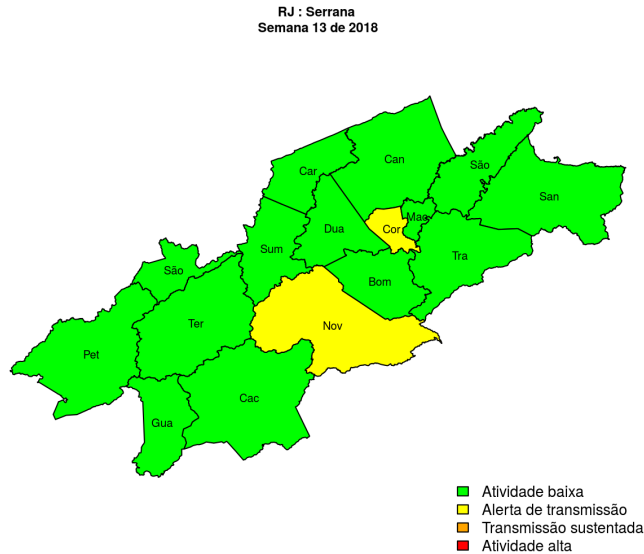 RJ : Serrana
Semana 13 de 2018
Can
São
Car
San
Mac
Dua
Cor
Sum
Tra
São
Bom
Ter
Nov
Pet
Cac
Gua
Atividade baixa
Alerta de transmissão
Transmissão sustentada
Atividade alta